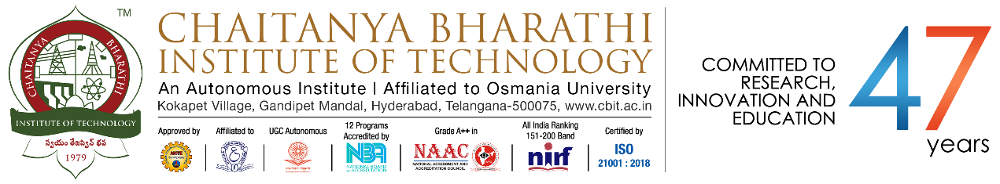 TM
CHAITANYA
BHARATHI
INSTITUTE OF TECHNOLOGY
స్వయం తేజస్విన్ భవ
1979
CHAITANYA BHARATHI
INSTITUTE OF TECHNOLOGY
An Autonomous Institute | Affiliated to Osmania University
Kokapet Village, Gandipet Mandal, Hyderabad, Telangana-500075, www.cbit.ac.in
Approved by
AICTE
Affiliated to
UGC Autonomous
12 Programs
Accredited by
NBA
NATIONAL BOARD
OF ACCREDITATION
Grade A++ in
NAAC
NATIONAL ASSESSMENT AND
ACCREDITATION COUNCIL
All India Ranking
151-200 Band
nirf
Certified by
ISO
21001 : 2018
COMMITTED TO
RESEARCH,
INNOVATION AND
EDUCATION
47
years